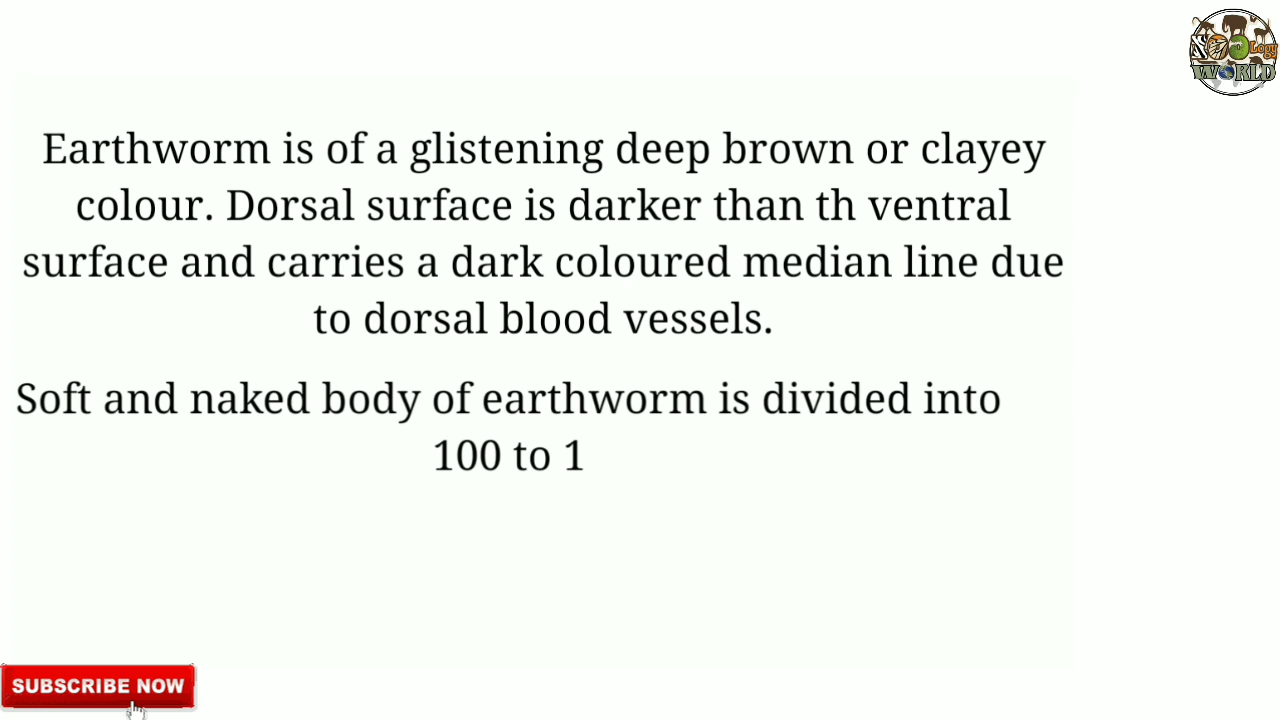 ZOOLogy
WORLD
Earthworm is of a glistening deep brown or clayey
colour. Dorsal surface is darker than th ventral
surface and carries a dark coloured median line due
to dorsal blood vessels.
Soft and naked body of earthworm is divided into
100 to 1
SUBSCRIBE NOW